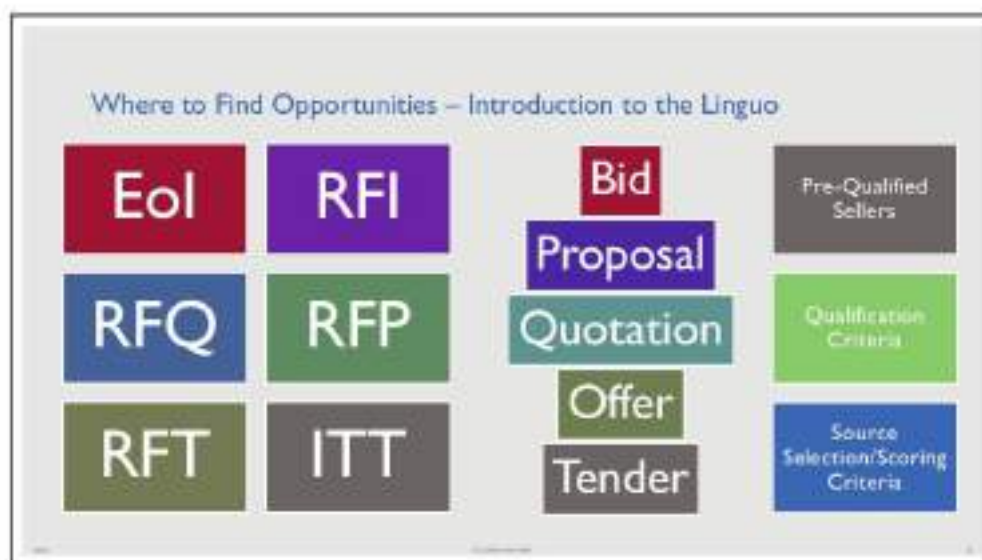 Where to Find Opportunities – Introduction to the Linguo
EoI
RFI
RFQ
RFP
RFT
ITT
Bid
Proposal
Quotation
Offer
Tender
Pre-Qualified
Sellers
Qualification
Criteria
Source
Selection/Scoring
Criteria